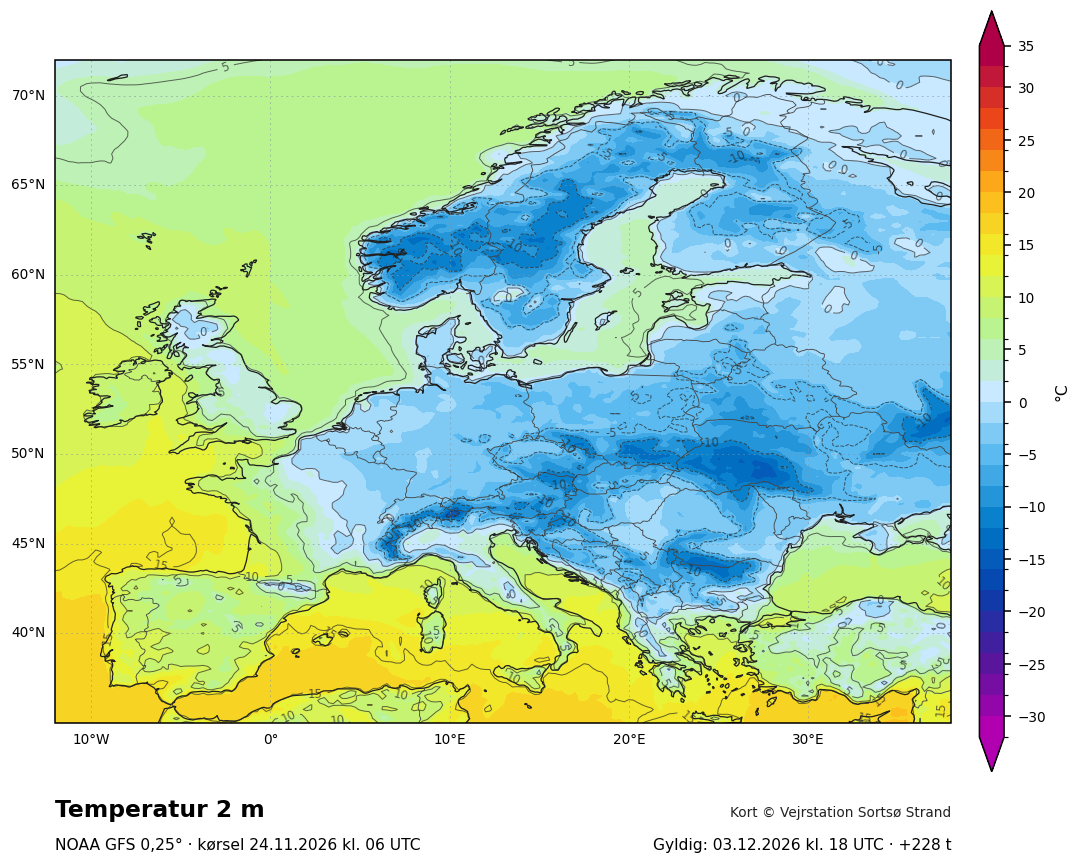 70°N
65°N
60°N
55°N
50°N
45°N
40°N
10°W
0°
10°E
20°E
30°E
35
30
25
20
15
10
5
0
−5
−10
−15
−20
−25
−30
°C
Temperatur 2 m
Kort © Vejrstation Sortsø Strand
NOAA GFS 0,25° · kørsel 24.11.2026 kl. 06 UTC
Gyldig: 03.12.2026 kl. 18 UTC · +228 t